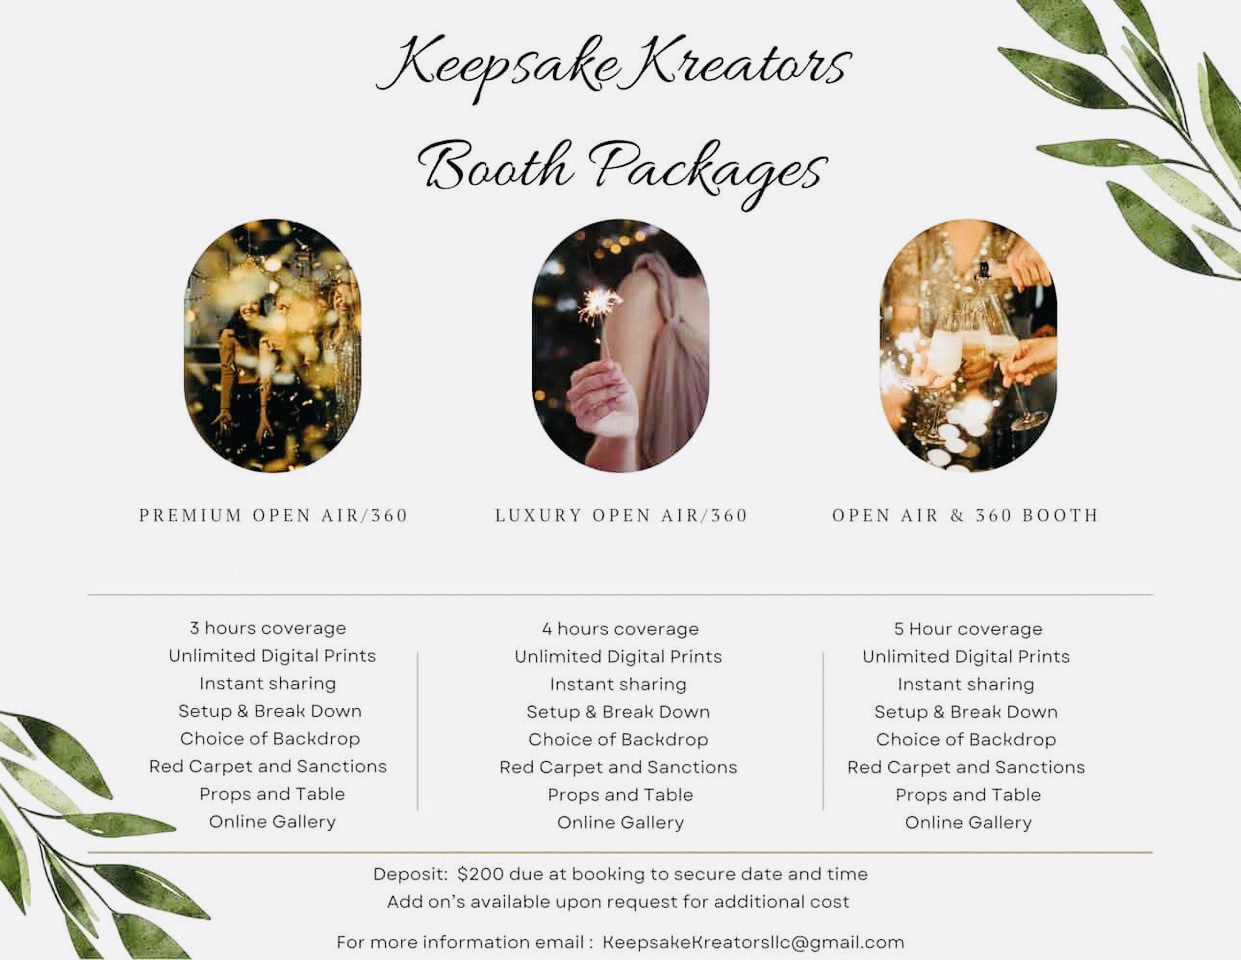 Keepsake Kreators
Booth Packages
PREMIUM OPEN AIR/360
LUXURY OPEN AIR/360
OPEN AIR & 360 BOOTH
3 hours coverage
Unlimited Digital Prints
Instant sharing
Setup & Break Down
Choice of Backdrop
Red Carpet and Sanctions
Props and Table
Online Gallery
4 hours coverage
Unlimited Digital Prints
Instant sharing
Setup & Break Down
Choice of Backdrop
Red Carpet and Sanctions
Props and Table
Online Gallery
5 Hour coverage
Unlimited Digital Prints
Instant sharing
Setup & Break Down
Choice of Backdrop
Red Carpet and Sanctions
Props and Table
Online Gallery
Deposit: $200 due at booking to secure date and time
Add on's available upon request for additional cost
For more information email : KeepsakeKreatorsllc@gmail.com